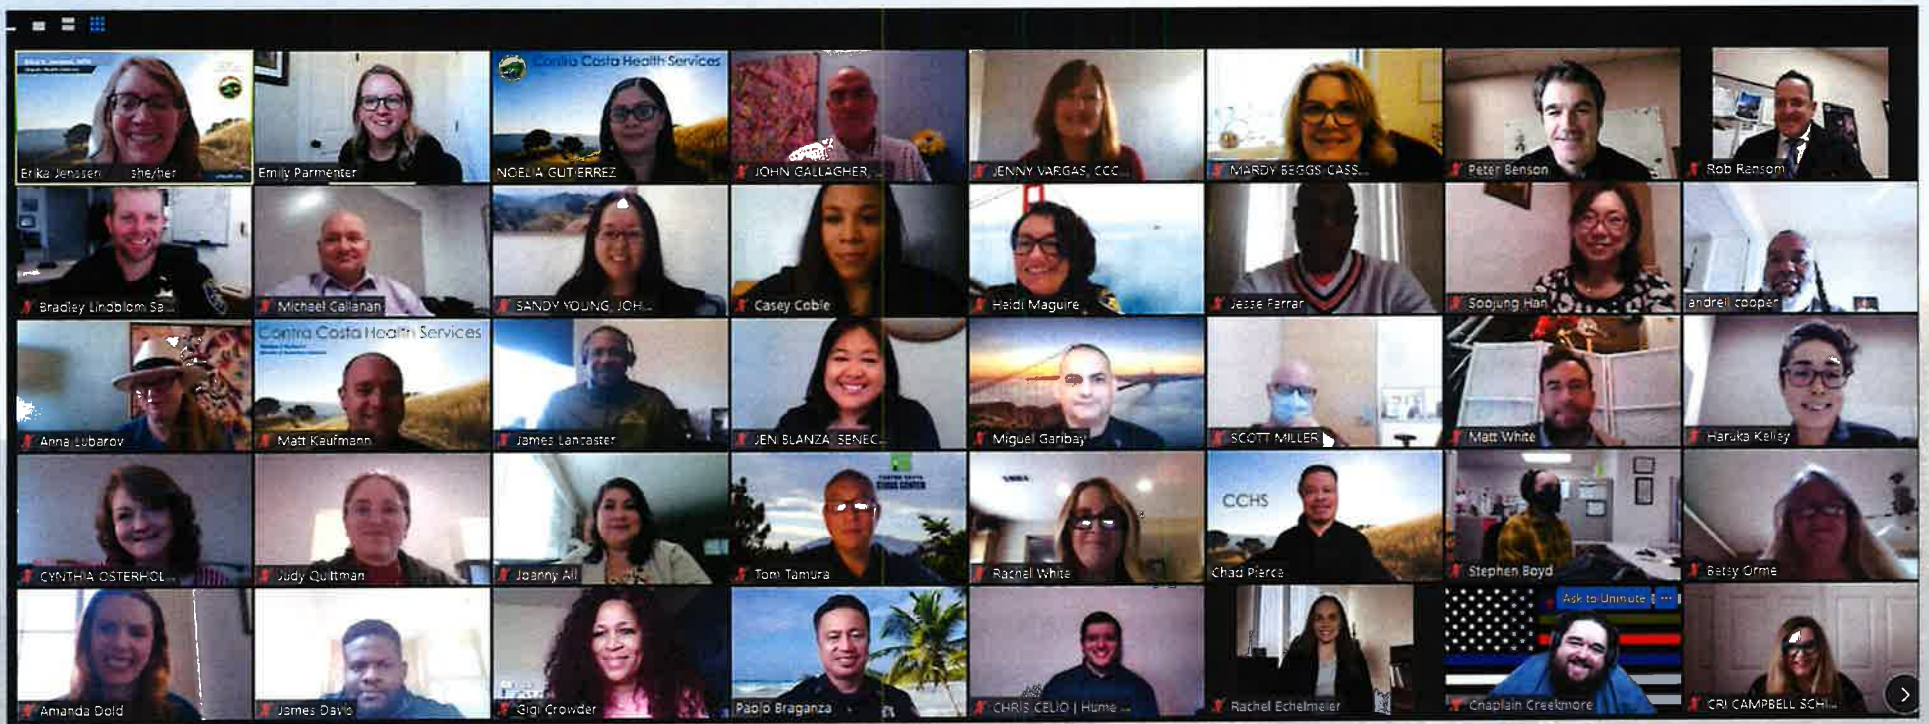 Erika Jenssen she/her
Emily Parmenter
Contra Costa Health Services
NOELIA GUTIERREZ
JOHN GALLAGHER, ...
JENNY VARGAS, CCC...
MARDY BEGGS-CASS...
Peter Benson
Rob Ransom
Bradley Lindblom Sa...
Michael Callanan
SANDY YOUNG, JOH...
Casey Coble
Heidi Maguire
Jesse Farrar
Soojung Han
andrell cooper
Anna Lubarov
Contra Costa Health Services
Matt Kaufmann
James Lancaster
JEN BLANZA, SENEC...
Miguel Garibay
SCOTT MILLER
Matt White
Haruka Kelley
CYNTHIA OSTERHOL...
Judy Quittman
Joanny All
CONTRA COSTA
CRISIS CENTER
Tom Tamura
Rachel White
CCHS
Chad Pierce
Stephen Boyd
Betsy Orme
Amanda Dold
James Davis
Gigi Crowder
Paolo Braganza
CHRIS CELIO | Hume ...
Rachel Echelmeier
Ask to Unmute ...
Chaplain Creekmore
CRI CAMPBELL SCHI...